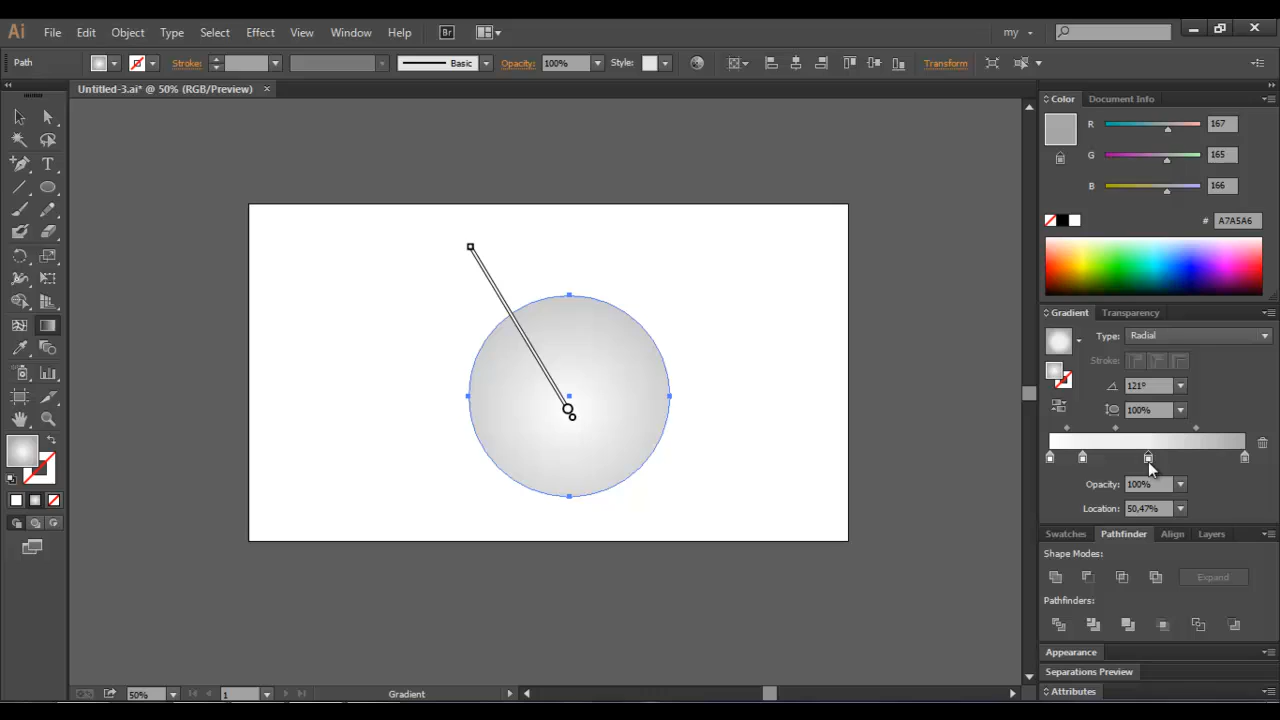 Ai File Edit Object Type Select Effect View Window Help Br my
Path Stroke: Basic Opacity: 100% Style: Transform
Untitled-3.ai* @ 50% (RGB/Preview) ×
Color Document Info
R 167
G 165
B 166
# A7A5A6
Gradient Transparency
Type: Radial
Stroke:
121°
100%
Opacity: 100%
Location: 50,47%
Swatches Pathfinder Align Layers
Shape Modes:
Expand
Pathfinders:
Appearance
Separations Preview
Attributes
50% 1 Gradient